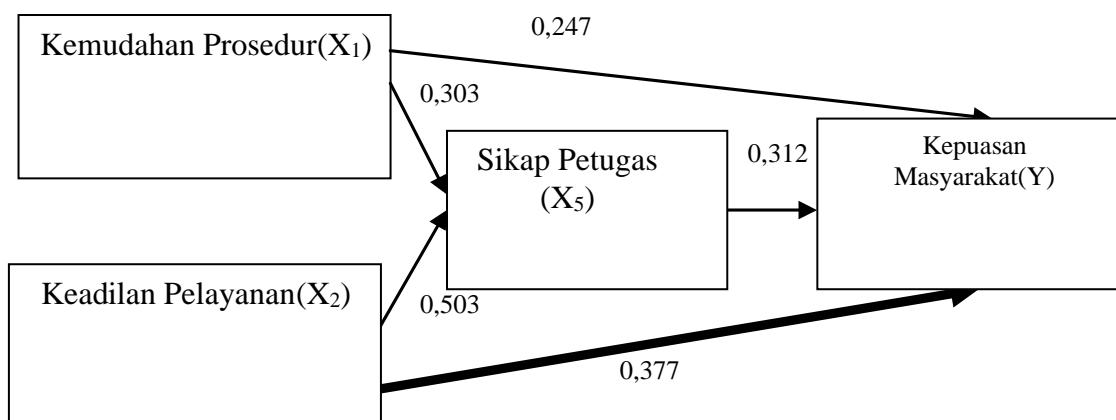 0,247
Kemudahan Prosedur(X₁)
0,303
Sikap Petugas
(X₅)
0,312
Kepuasan
Masyarakat(Y)
Keadilan Pelayanan(X₂)
0,503
0,377